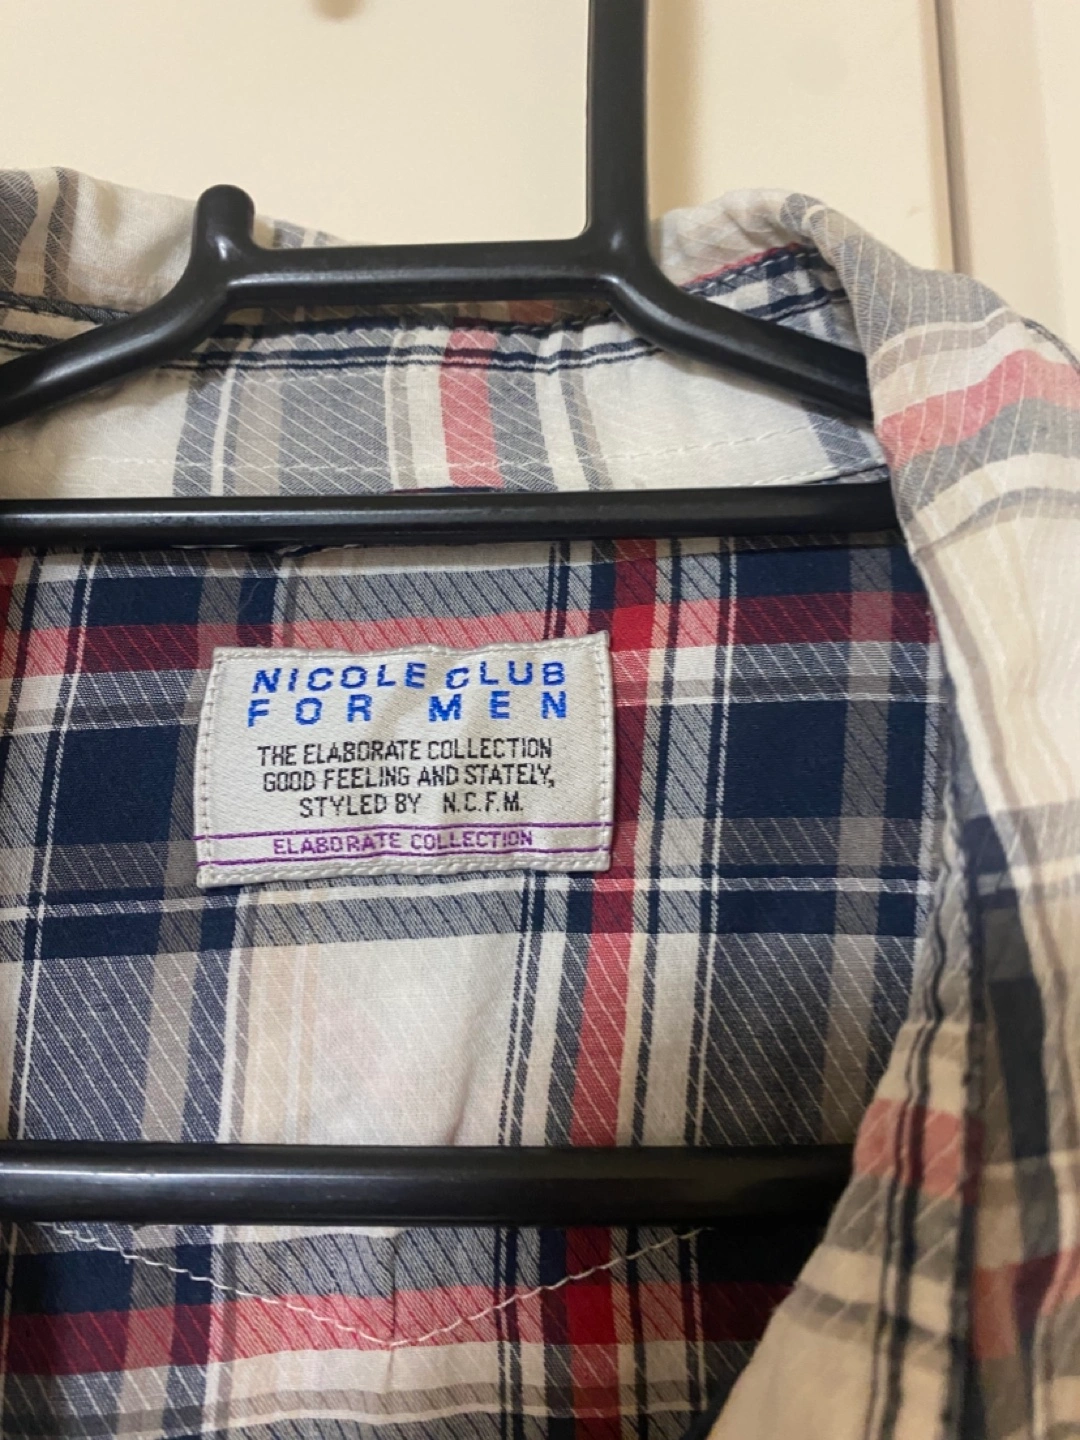 NICOLE CLUB
FOR MEN
THE ELABORATE COLLECTION
GOOD FEELING AND STATELY,
STYLED BY N.C.F.M.
ELABORATE COLLECTION